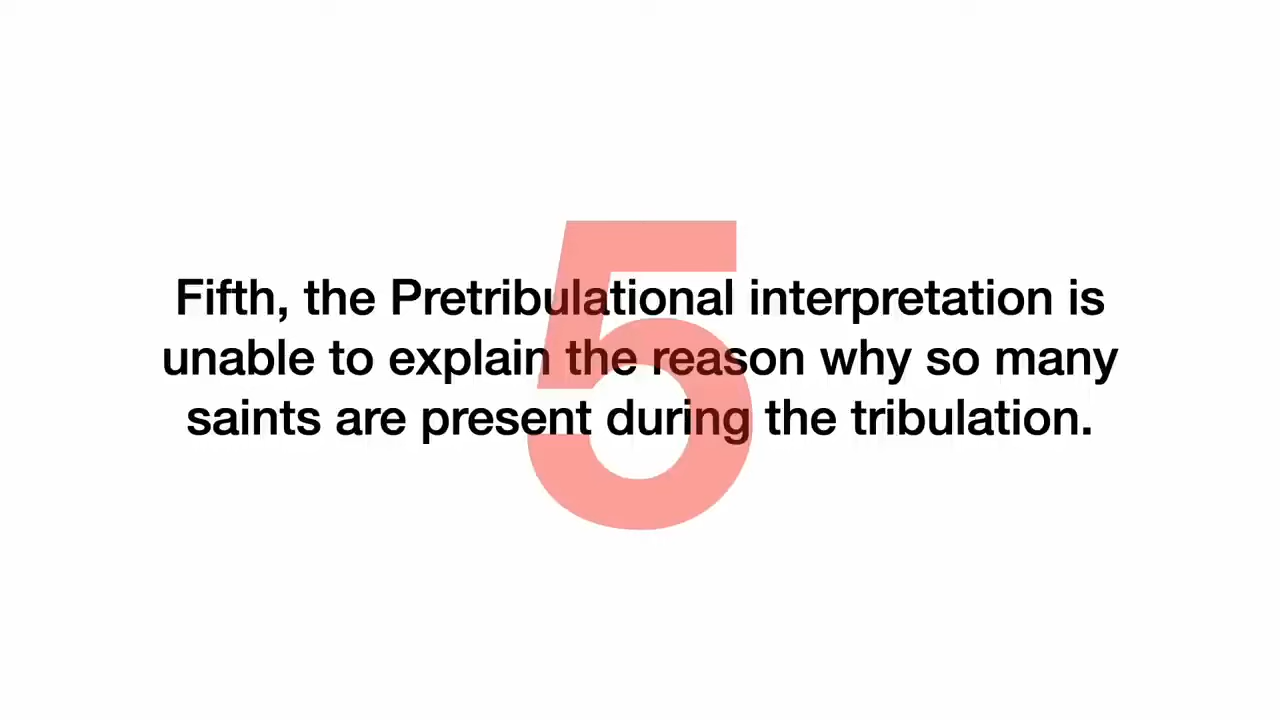 5
Fifth, the Pretribulational interpretation is
unable to explain the reason why so many
saints are present during the tribulation.